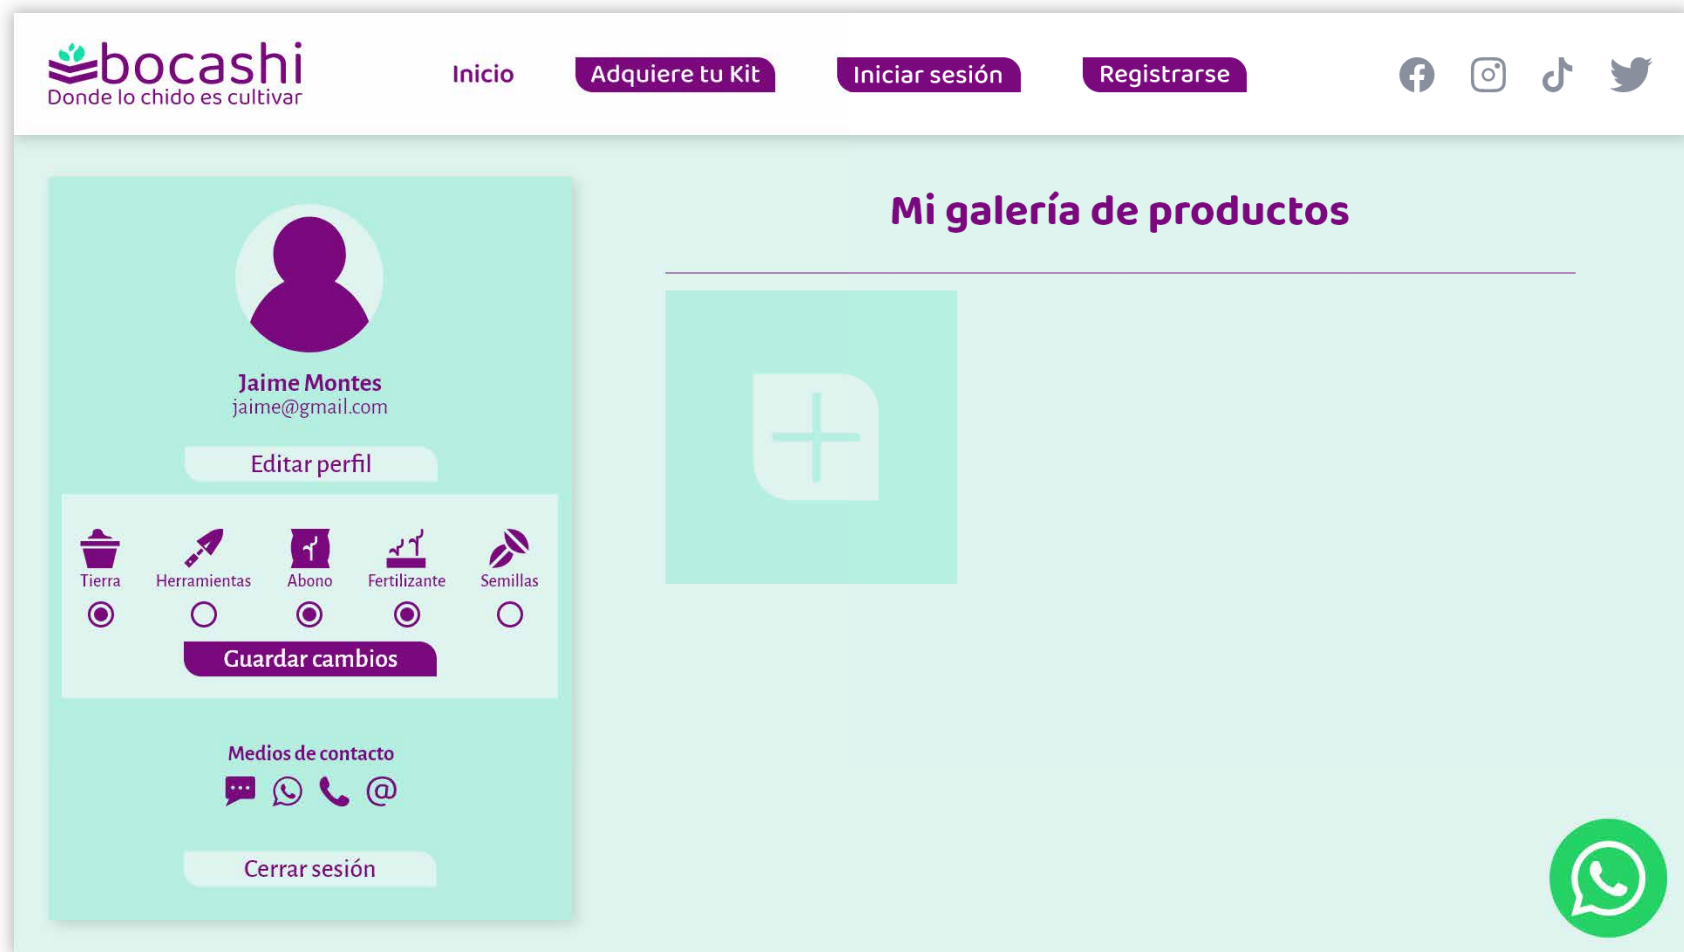 bocashi
Donde lo chido es cultivar
Inicio
Adquiere tu Kit
Iniciar sesión
Registrarse
Jaime Montes
jaime@gmail.com
Editar perfil
Tierra
Herramientas
Abono
Fertilizante
Semillas
Guardar cambios
Medios de contacto
Cerrar sesión
Mi galería de productos